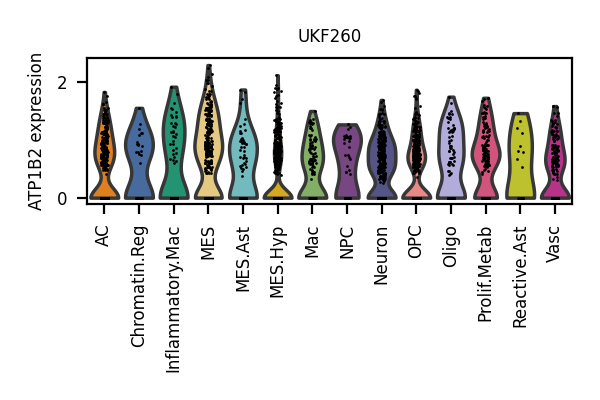 UKF260
ATP1B2 expression
2
0
AC
Chromatin.Reg
Inflammatory.Mac
MES
MES.Ast
MES.Hyp
Mac
NPC
Neuron
OPC
Oligo
Prolif.Metab
Reactive.Ast
Vasc